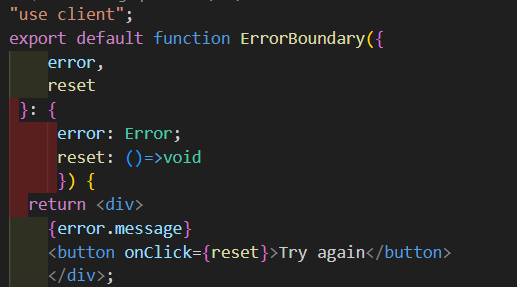 "use client";
export default function ErrorBoundary({
    error,
    reset
 }: {
     error: Error;
     reset: ()=>void
     }) {
  return <div>
    {error.message}
    <button onClick={reset}>Try again</button>
    </div>;